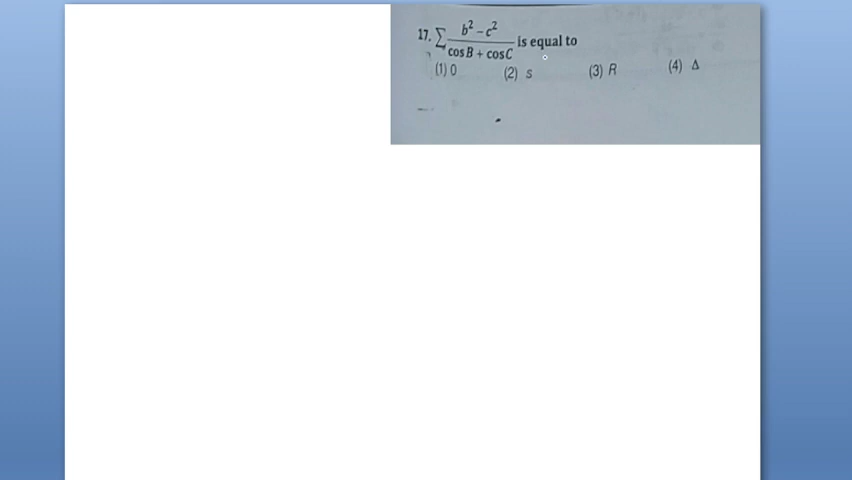 17. ∑ (b² – c²)/(cos B + cos C) is equal to
(1) 0 (2) s (3) R (4) Δ